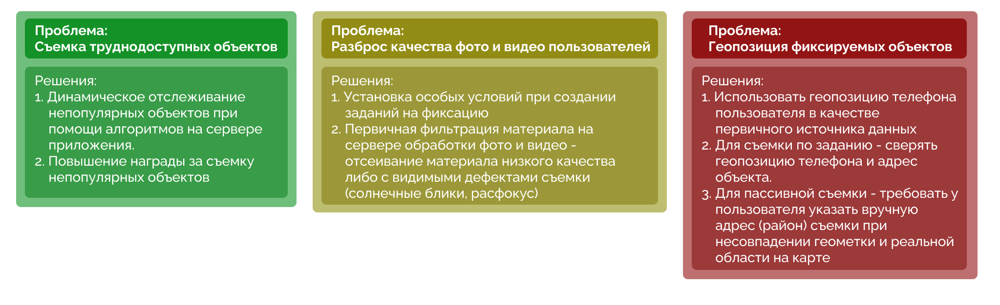 Проблема:
Съемка труднодоступных объектов
Решения:
1. Динамическое отслеживание
непопулярных объектов при
помощи алгоритмов на сервере
приложения.
2. Повышение награды за съемку
непопулярных объектов
Проблема:
Разброс качества фото и видео пользователей
Решения:
1. Установка особых условий при создании
заданий на фиксацию
2. Первичная фильтрация материала на
сервере обработки фото и видео -
отсеивание материала низкого качества
либо с видимыми дефектами съемки
(солнечные блики, расфокус)
Проблема:
Геопозиция фиксируемых объектов
Решения:
1. Использовать геопозицию телефона
пользователя в качестве
первичного источника данных
2. Для съемки по заданию - сверять
геопозицию телефона и адрес
объекта.
3. Для пассивной съемки - требовать у
пользователя указать вручную
адрес (район) съемки при
несовпадении геометки и реальной
области на карте